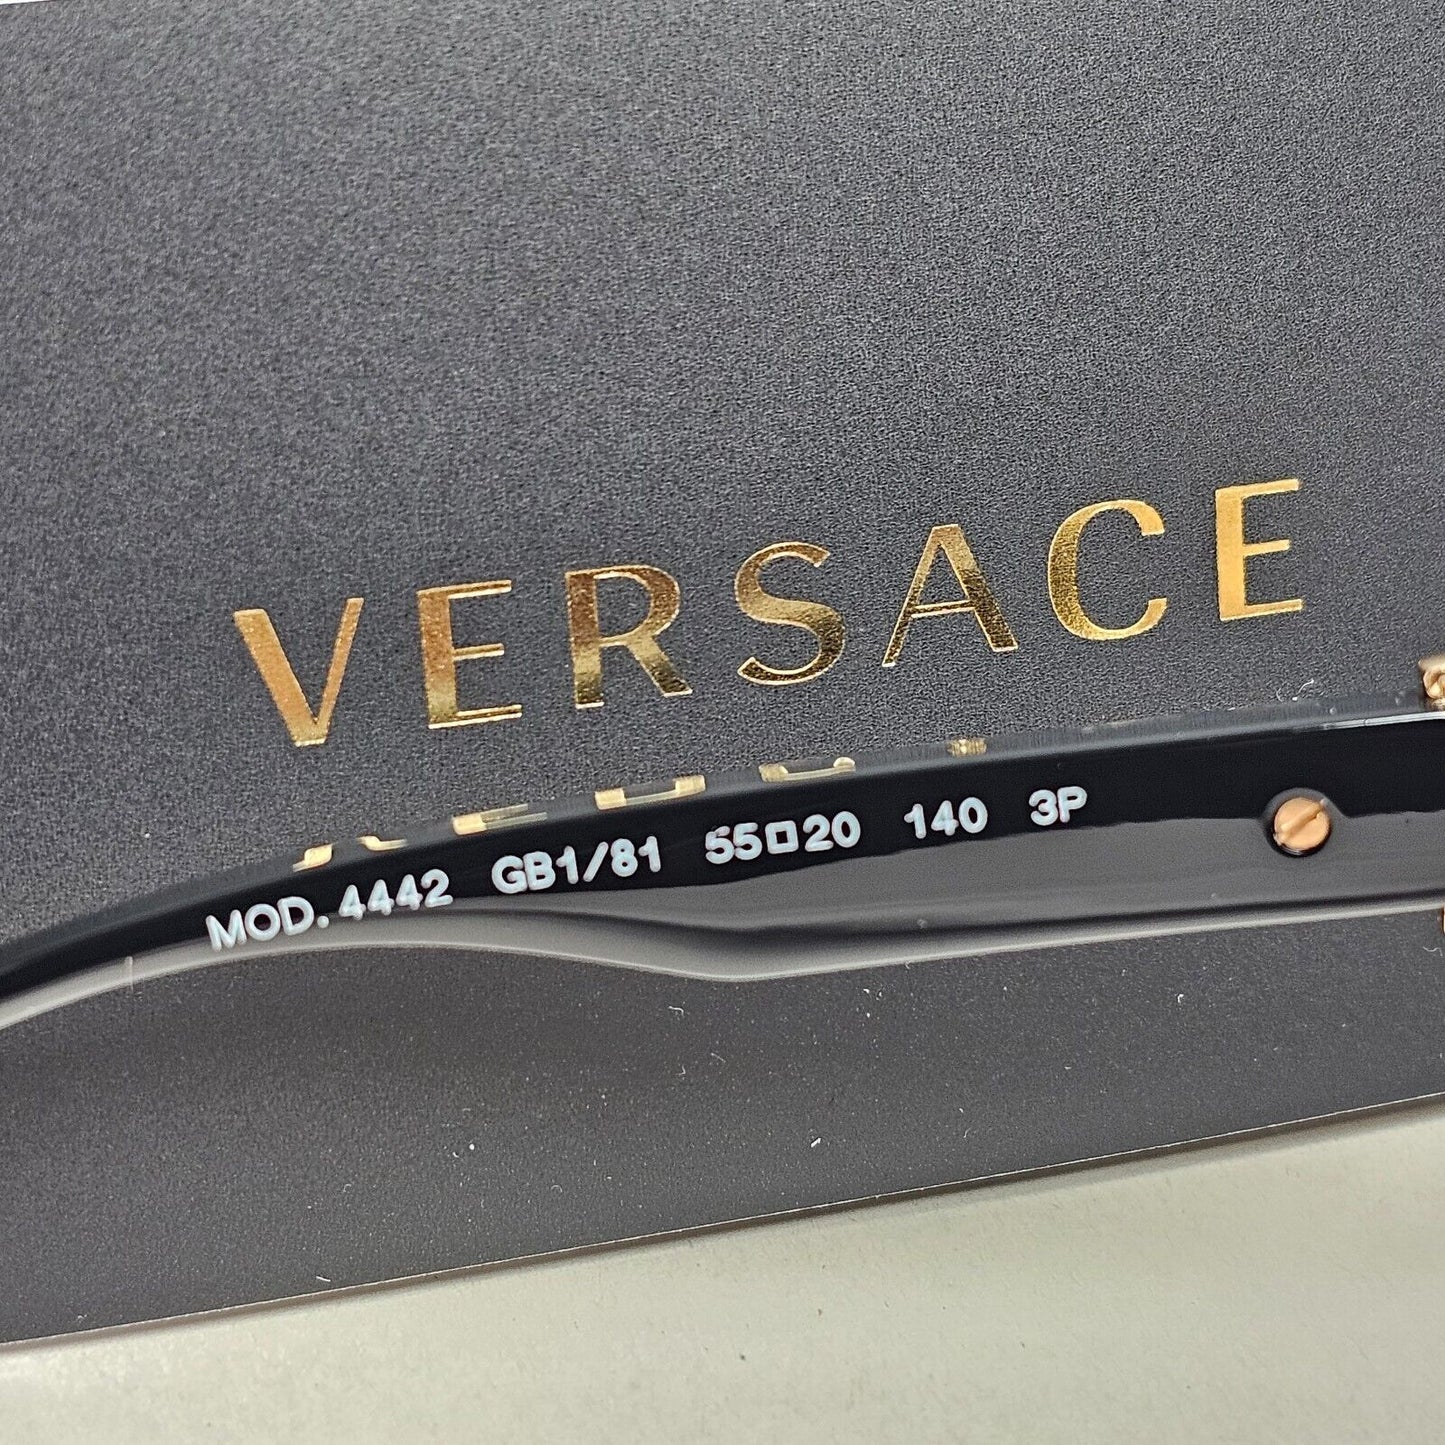 VERSACE
MOD. 4442 GB1/81 55□20 140 3P